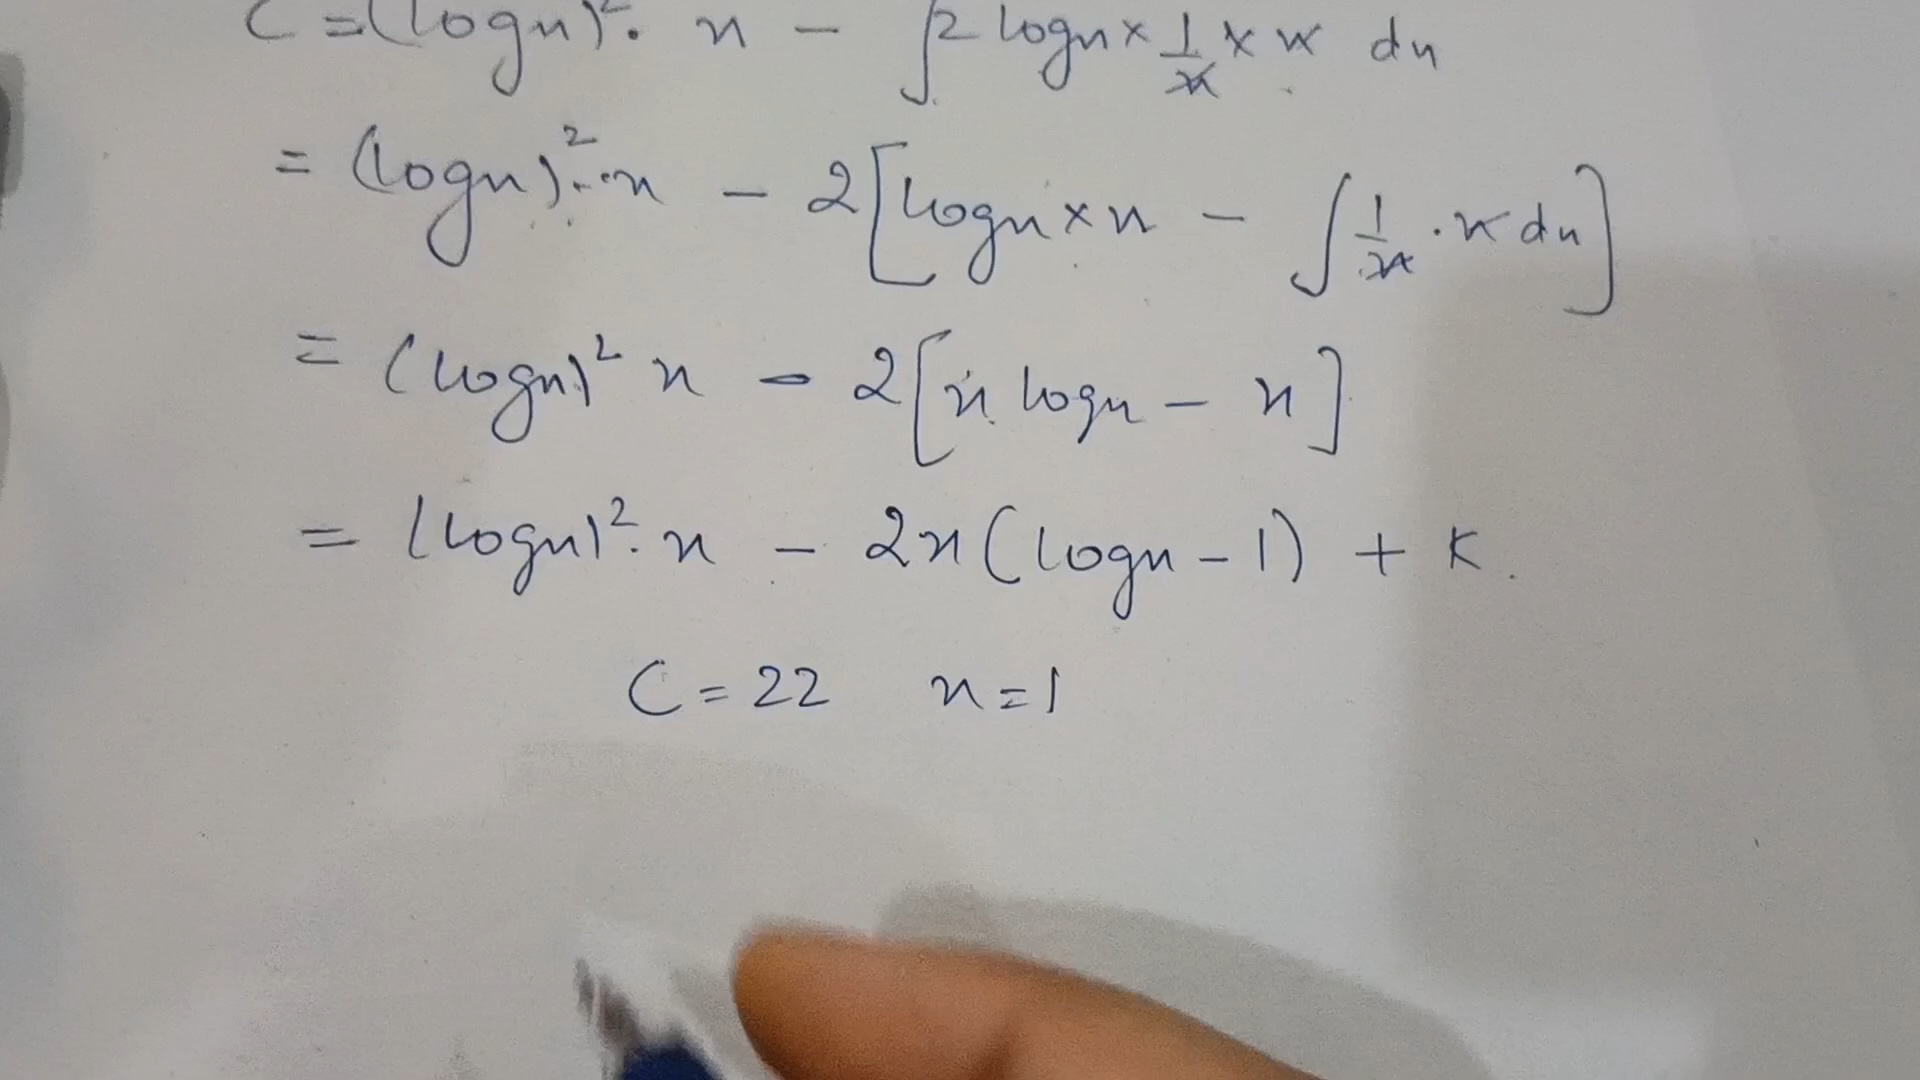 C = (log x)². x - ∫2 log x × 1/x × x dx
= (log x)². x - 2[log x × x - ∫1/x . x dx]
= (log x)² x - 2[x log x - x]
= (log x)². x - 2x(log x - 1) + K.
C = 22 x = 1